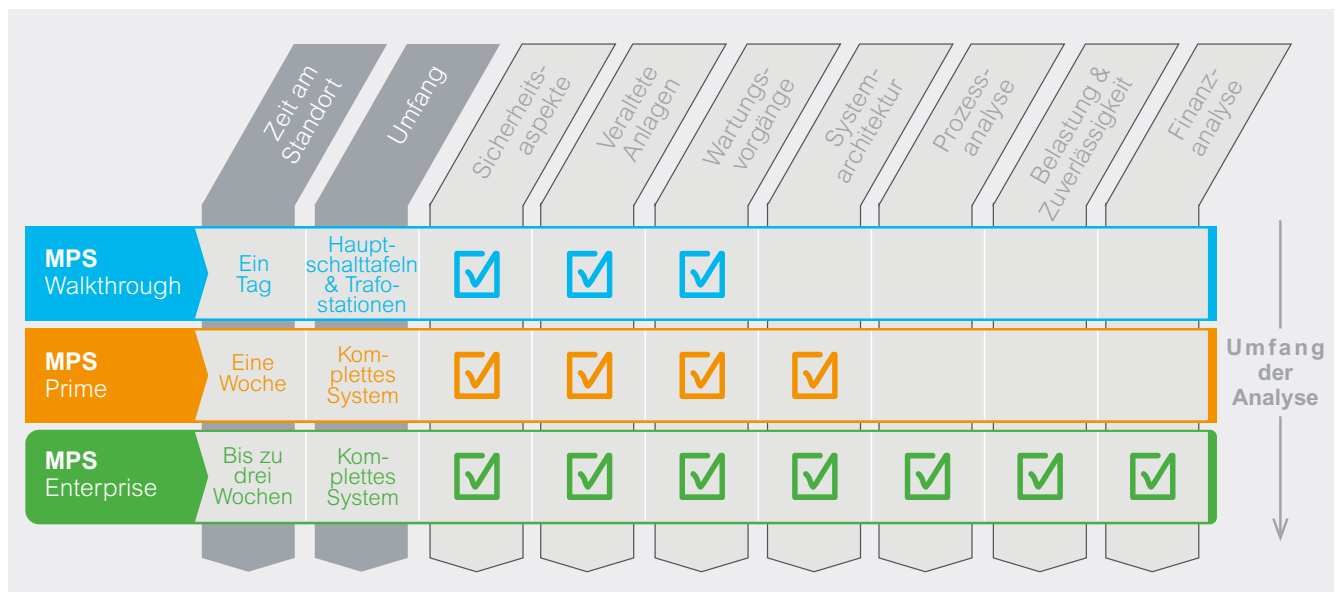 Zeit am
Standort
Umfang
Sicherheits-
aspekte
Veraltete
Anlagen
Wartungs-
vorgänge
System-
architektur
Prozess-
analyse
Belastung &
Zuverlässigkeit
Finanz-
analyse
MPS
Walkthrough
Ein
Tag
Haupt-
schalttafeln
& Trafo-
stationen
MPS
Prime
Eine
Woche
Kom-
plettes
System
MPS
Enterprise
Bis zu
drei
Wochen
Kom-
plettes
System
Umfang
der
Analyse